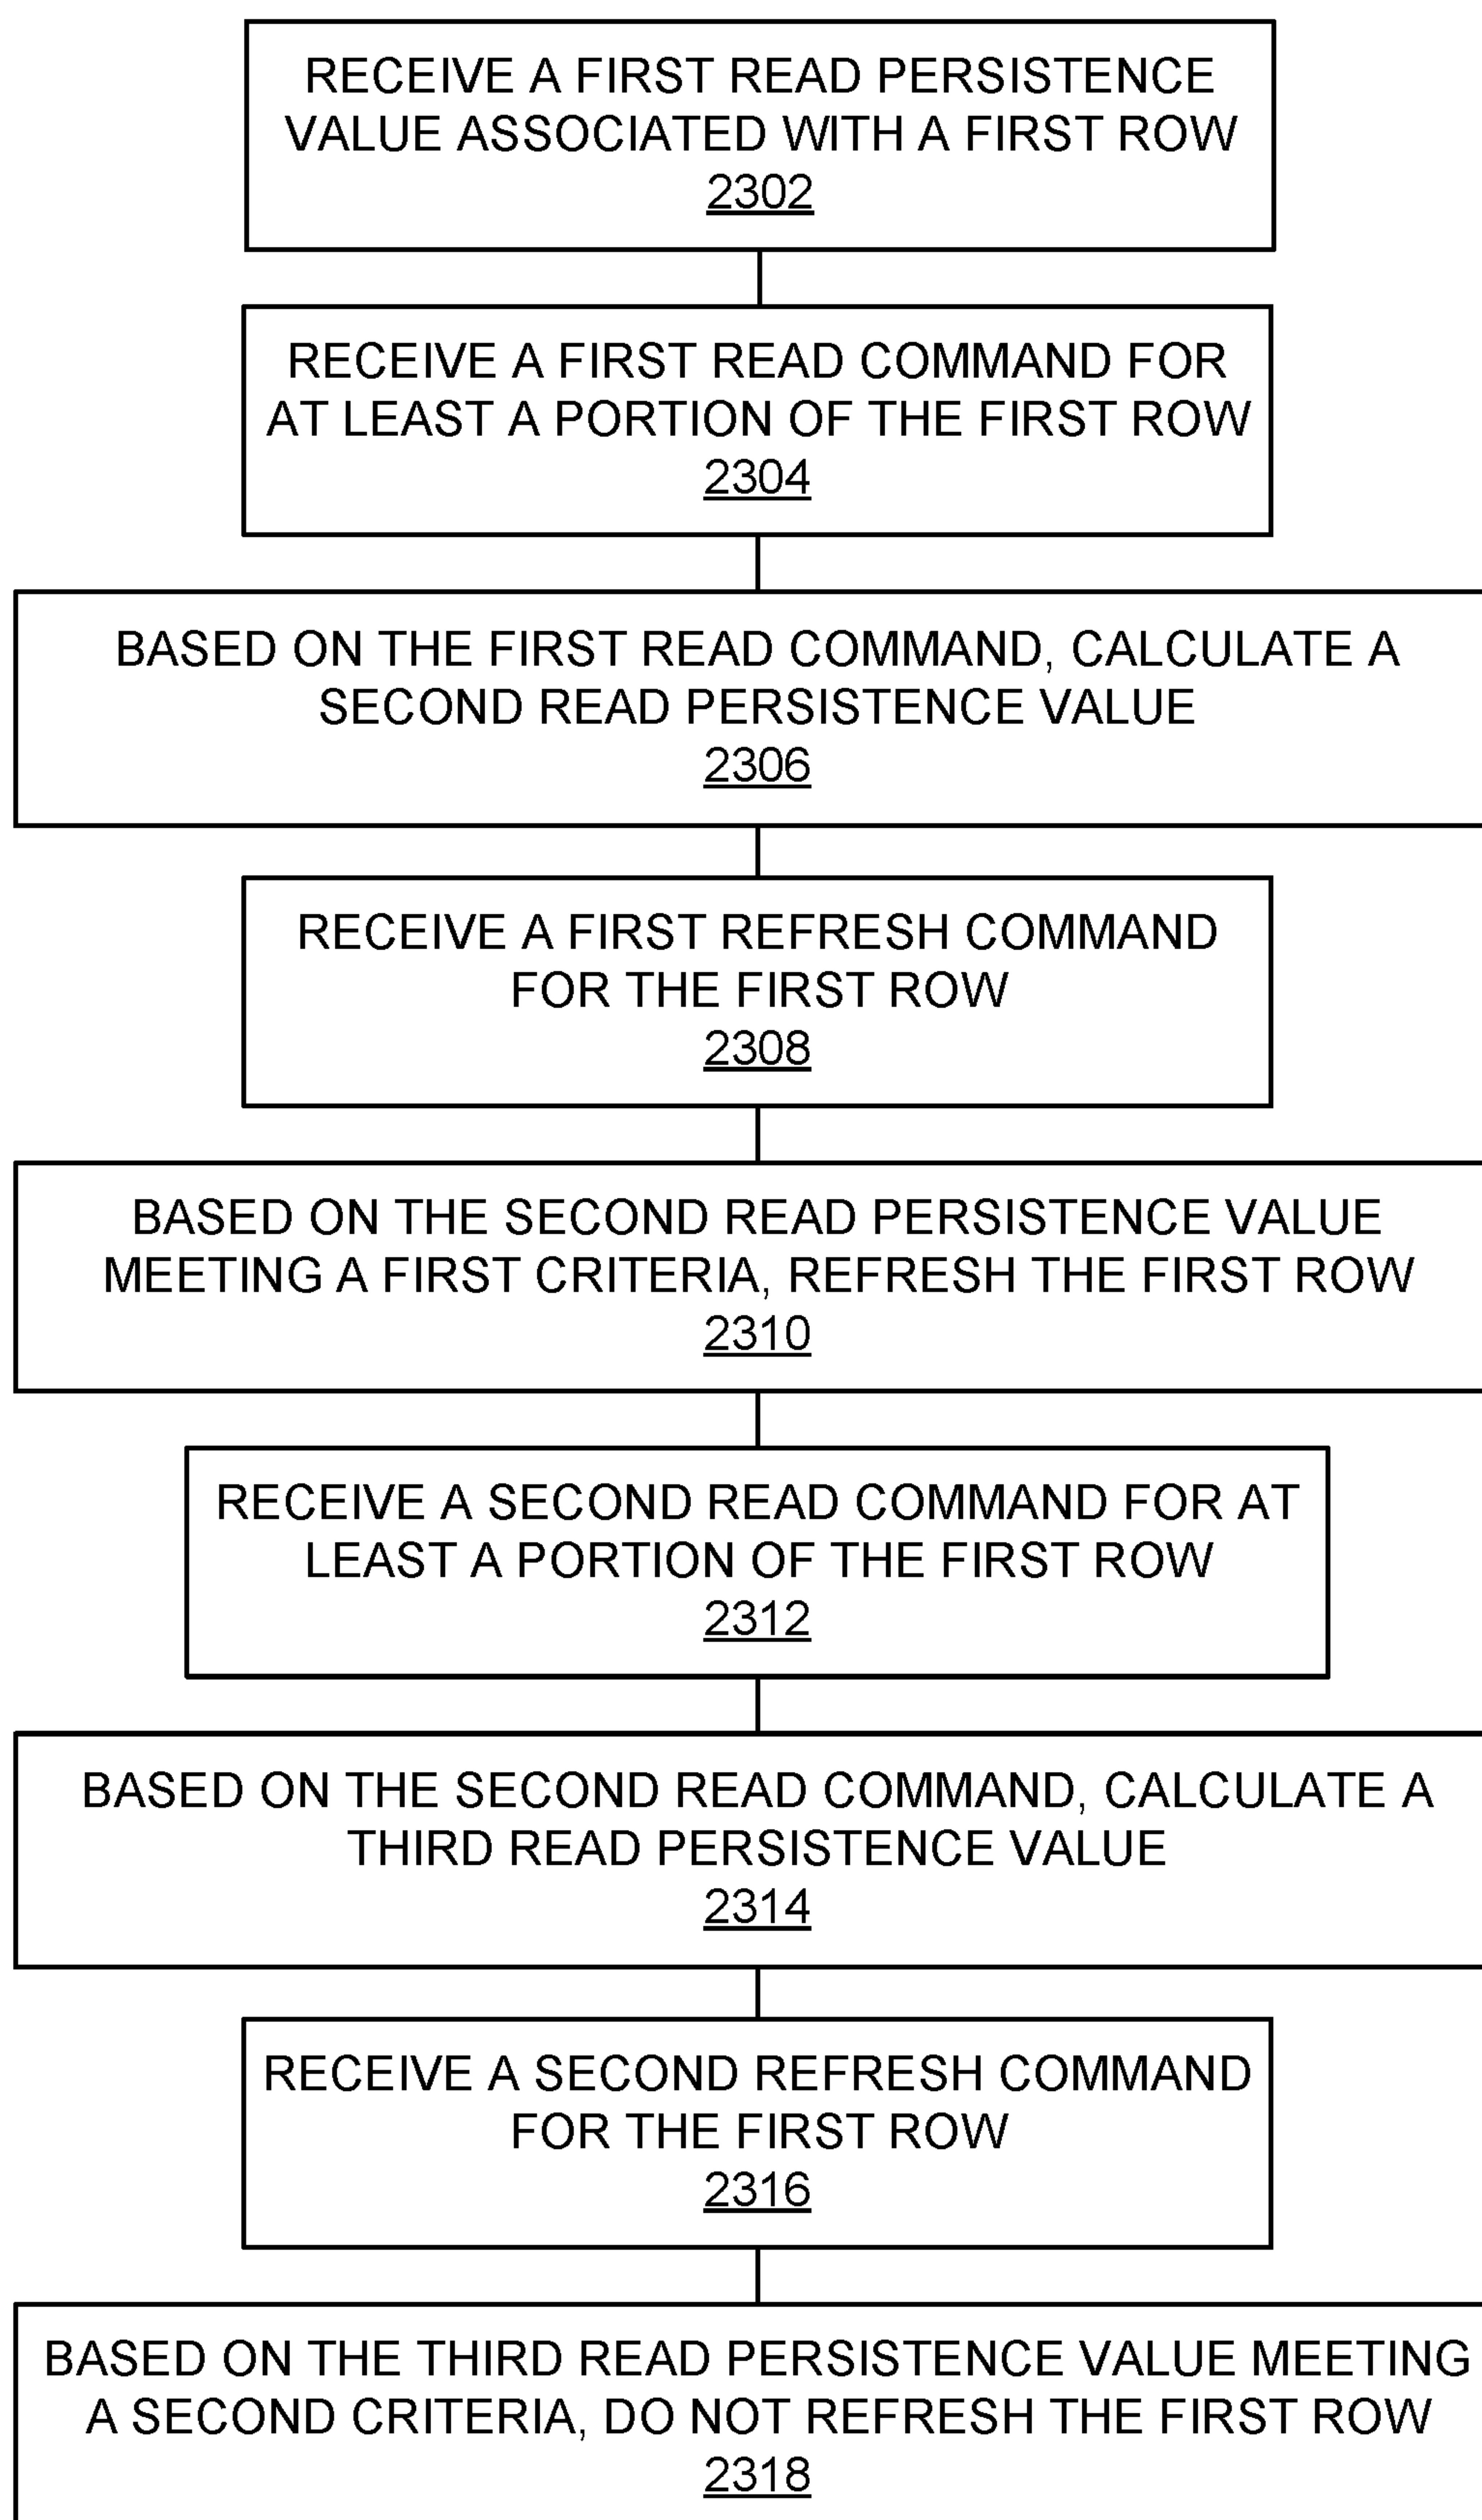 RECEIVE A FIRST READ PERSISTENCE
VALUE ASSOCIATED WITH A FIRST ROW
2302
RECEIVE A FIRST READ COMMAND FOR
AT LEAST A PORTION OF THE FIRST ROW
2304
BASED ON THE FIRST READ COMMAND, CALCULATE A
SECOND READ PERSISTENCE VALUE
2306
RECEIVE A FIRST REFRESH COMMAND
FOR THE FIRST ROW
2308
BASED ON THE SECOND READ PERSISTENCE VALUE
MEETING A FIRST CRITERIA, REFRESH THE FIRST ROW
2310
RECEIVE A SECOND READ COMMAND FOR AT
LEAST A PORTION OF THE FIRST ROW
2312
BASED ON THE SECOND READ COMMAND, CALCULATE A
THIRD READ PERSISTENCE VALUE
2314
RECEIVE A SECOND REFRESH COMMAND
FOR THE FIRST ROW
2316
BASED ON THE THIRD READ PERSISTENCE VALUE MEETING
A SECOND CRITERIA, DO NOT REFRESH THE FIRST ROW
2318